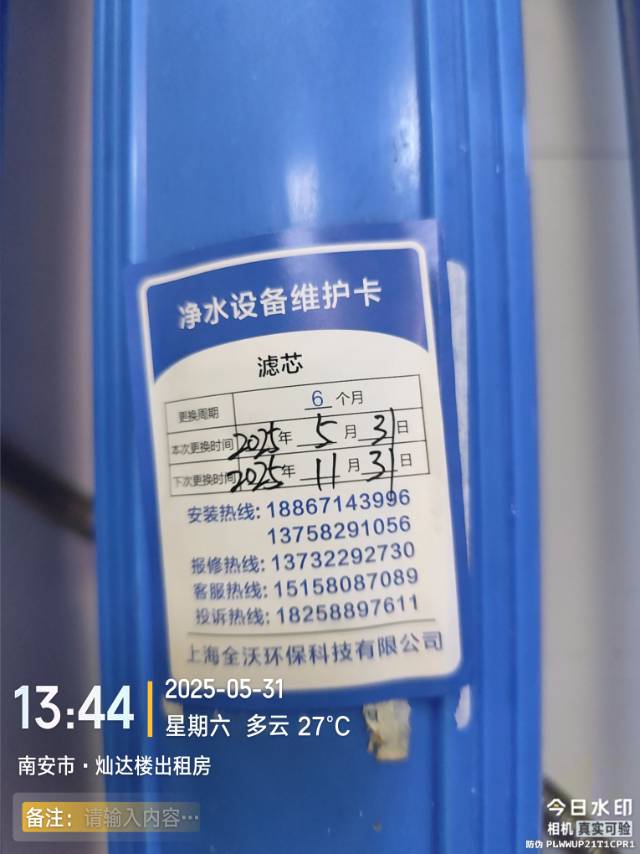 净水设备维护卡
滤芯
更换周期 6 个月
本次更换时间 2025年 5 月 31日
下次更换时间 2025年 11 月 31日
安装热线: 18867143996
13758291056
报修热线: 13732292730
客服热线: 15158087089
投诉热线: 18258897611
上海全沃环保科技有限公司
13:44
2025-05-31
星期六 多云 27℃
南安市·灿达楼出租房
备注: 请输入内容···
今日水印
相机 真实可验
防伪 PLWWUP21T1CPR1